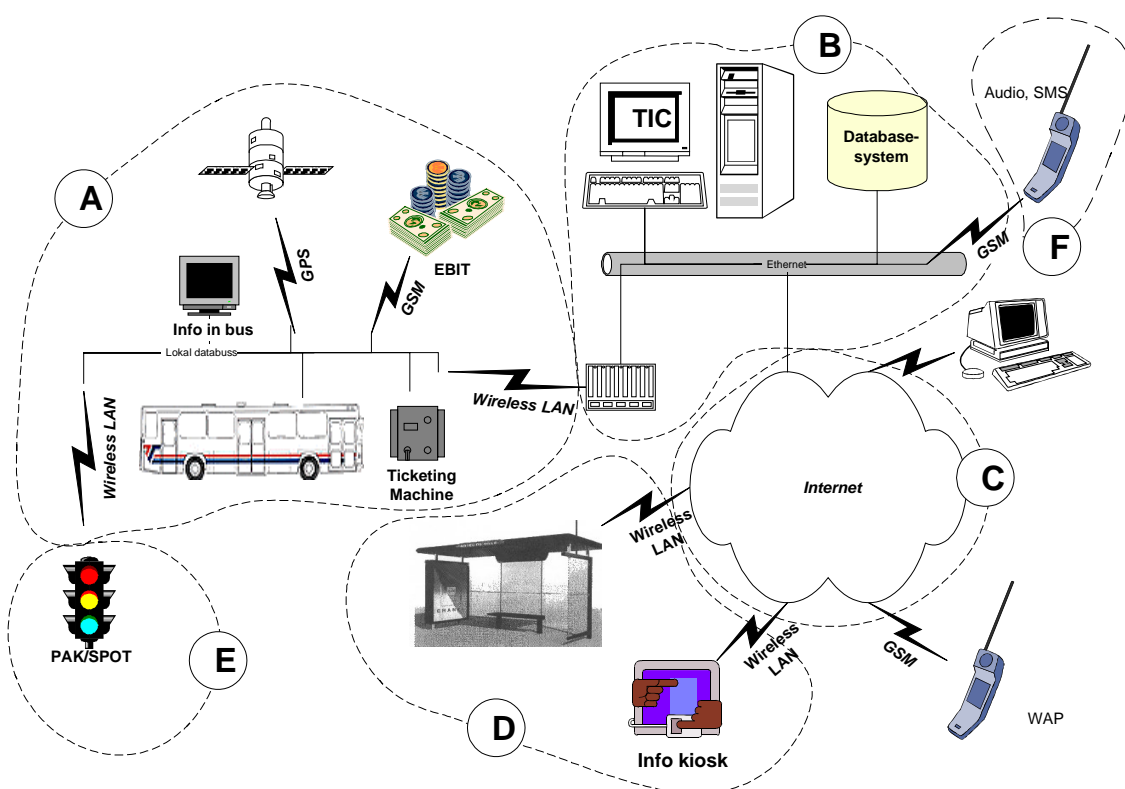 B
Audio, SMS
TIC
Database-
system
A
GPS
EBIT
GSM
GSM
F
Ethernet
Info in bus
Lokal databuss
Wireless LAN
Wireless LAN
Ticketing
Machine
Internet
C
Wireless
LAN
PAK/SPOT
E
Wireless
LAN
GSM
D
WAP
Info kiosk